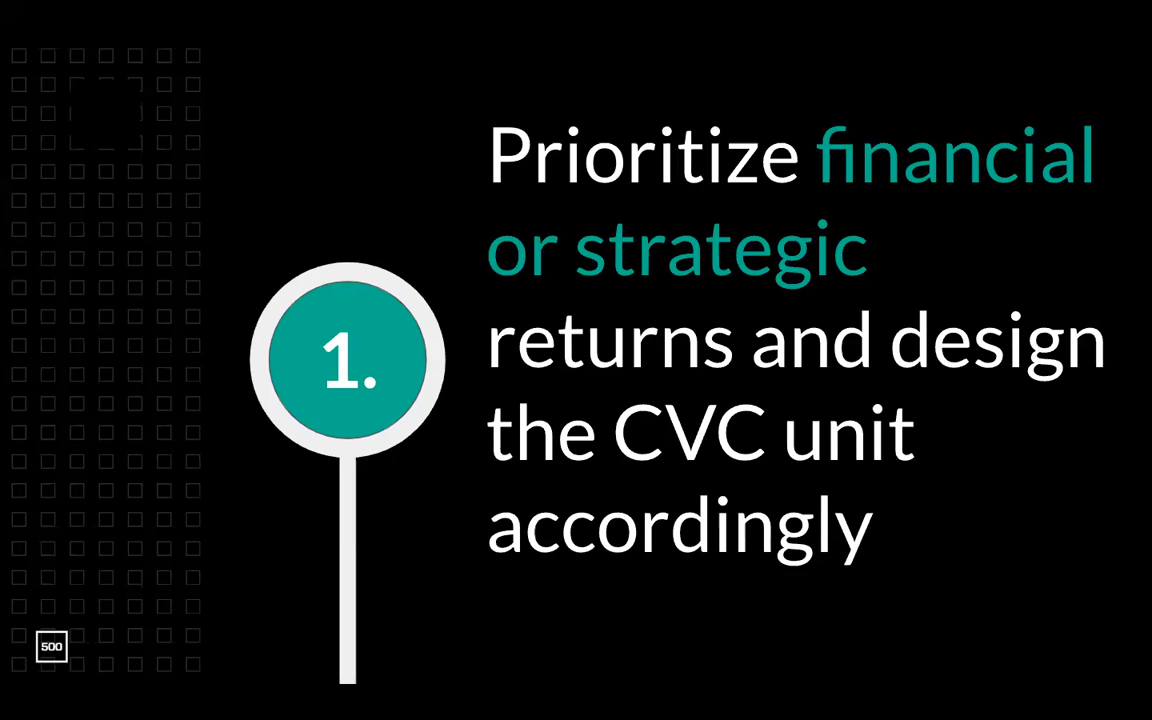 1.
Prioritize financial
or strategic
returns and design
the CVC unit
accordingly
500